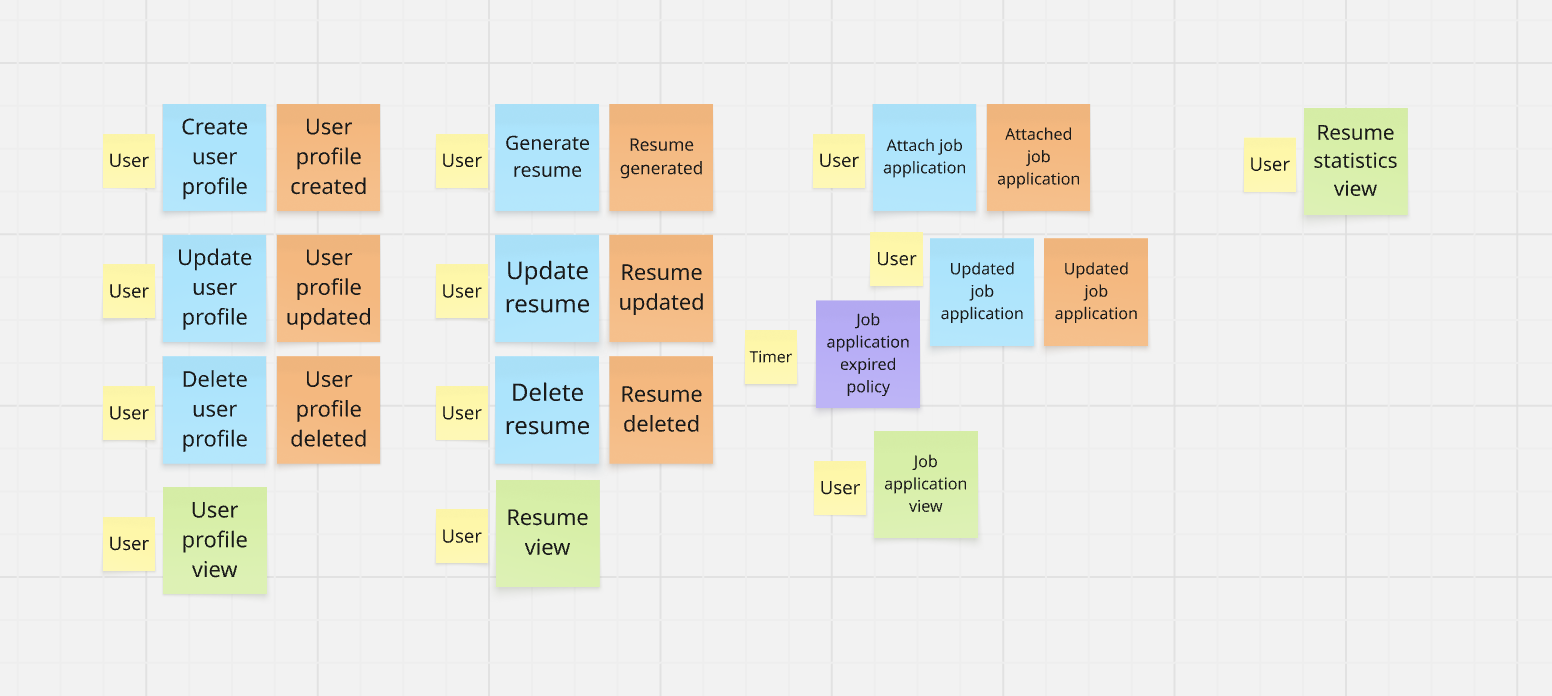 User
Create
user
profile
User
profile
created
User
Update
user
profile
User
profile
updated
User
Delete
user
profile
User
profile
deleted
User
User
profile
view
User
Generate
resume
Resume
generated
User
Update
resume
Resume
updated
User
Delete
resume
Resume
deleted
User
Resume
view
User
Attach job
application
Attached
job
application
User
Updated
job
application
Updated
job
application
Timer
Job
application
expired
policy
User
Job
application
view
User
Resume
statistics
view